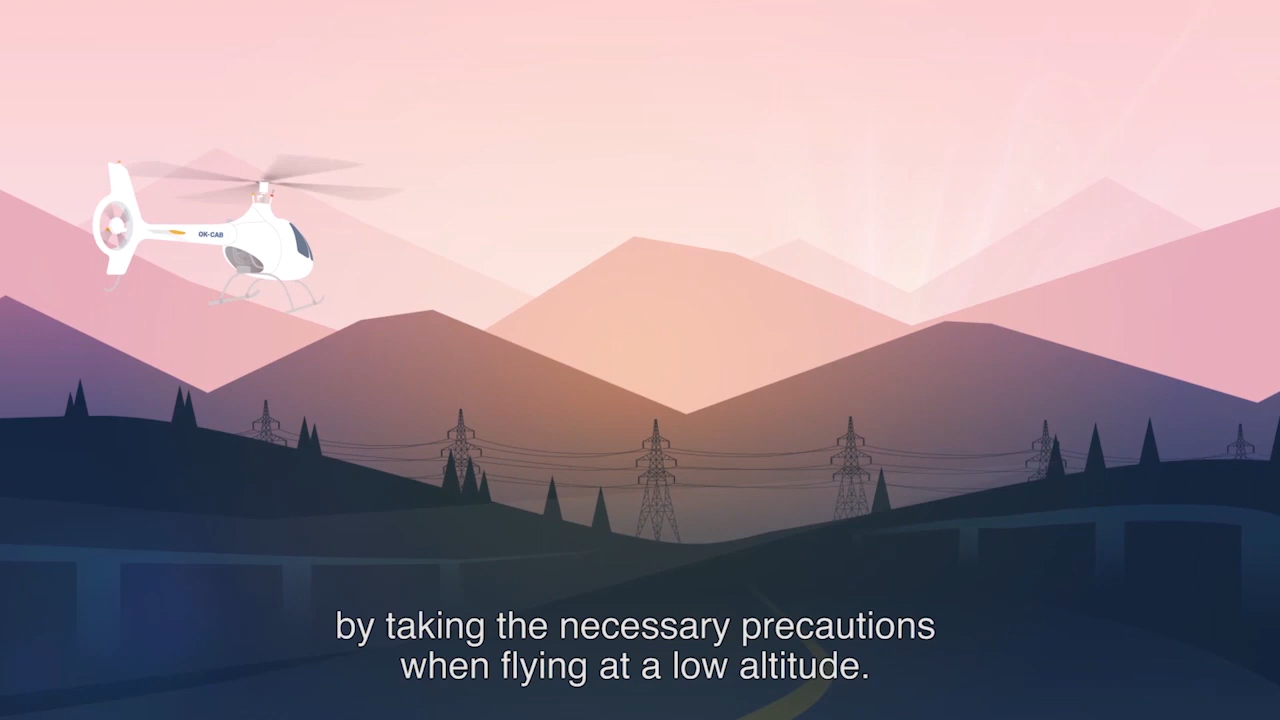 OK-CAB
by taking the necessary precautions
when flying at a low altitude.